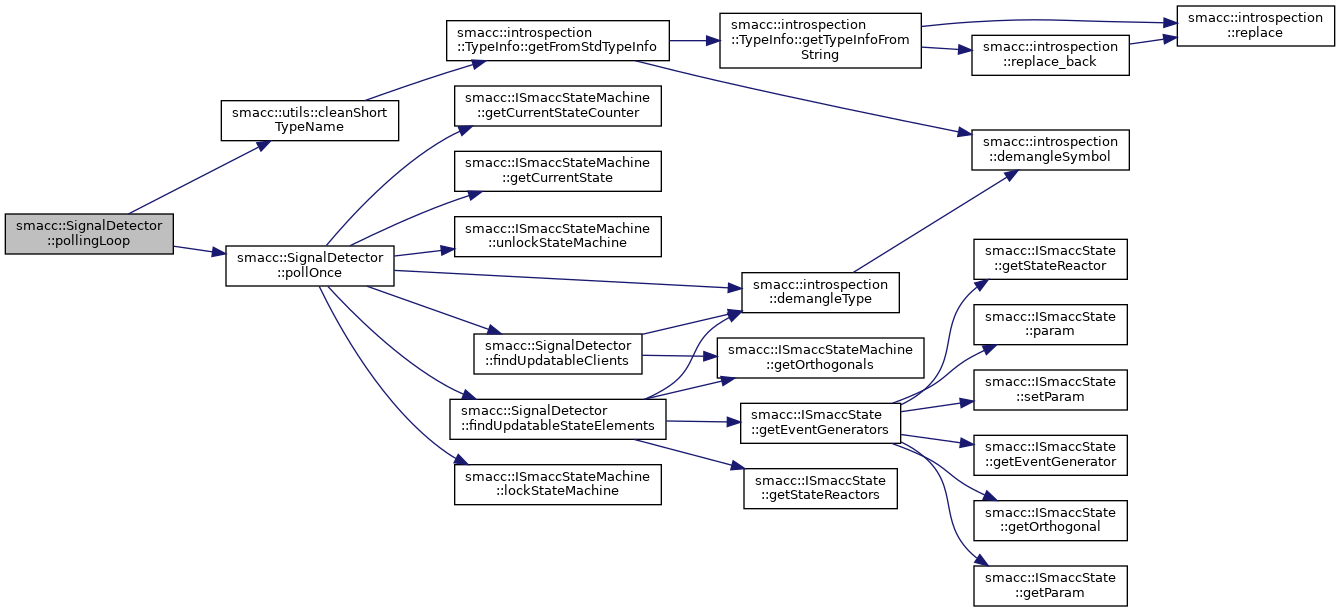 smacc::SignalDetector
::pollingLoop
smacc::utils::cleanShort
TypeName
smacc::introspection
::TypeInfo::getFromStdTypeInfo
smacc::introspection
::TypeInfo::getTypeInfoFrom
String
smacc::introspection
::replace
smacc::introspection
::replace_back
smacc::introspection
::demangleSymbol
smacc::SignalDetector
::pollOnce
smacc::ISmaccStateMachine
::getCurrentStateCounter
smacc::ISmaccStateMachine
::getCurrentState
smacc::ISmaccStateMachine
::unlockStateMachine
smacc::introspection
::demangleType
smacc::SignalDetector
::findUpdatableClients
smacc::ISmaccStateMachine
::getOrthogonals
smacc::SignalDetector
::findUpdatableStateElements
smacc::ISmaccState
::getEventGenerators
smacc::ISmaccState
::getStateReactors
smacc::ISmaccStateMachine
::lockStateMachine
smacc::ISmaccState
::getStateReactor
smacc::ISmaccState
::param
smacc::ISmaccState
::setParam
smacc::ISmaccState
::getEventGenerator
smacc::ISmaccState
::getOrthogonal
smacc::ISmaccState
::getParam